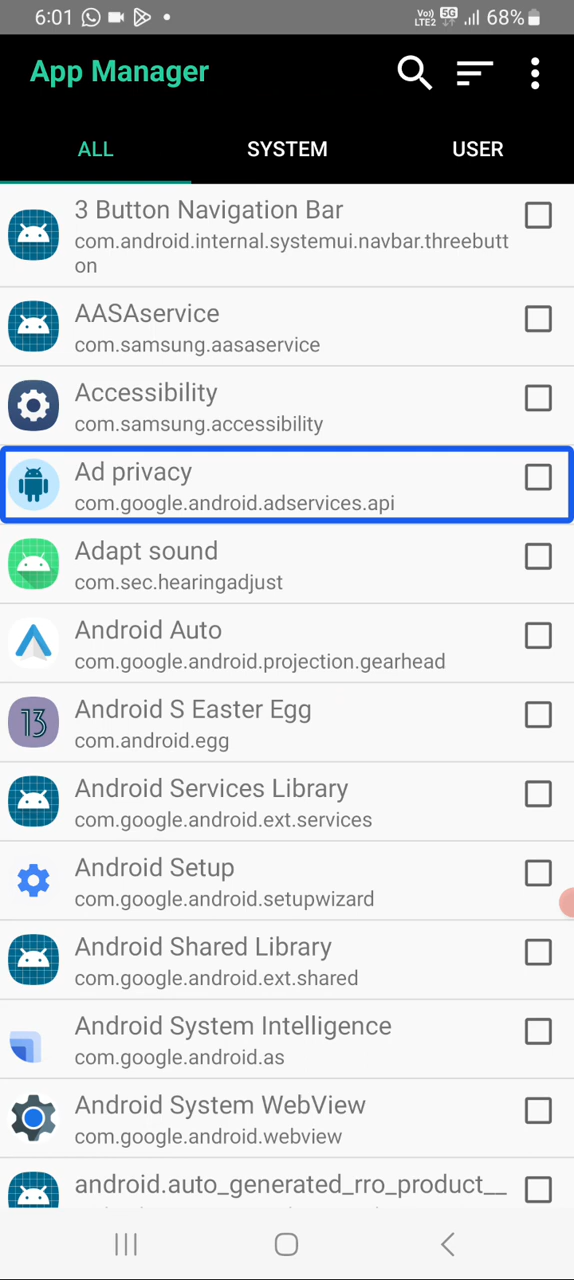 6:01
Vo)) LTE2 5G 68%
App Manager
ALL SYSTEM USER
3 Button Navigation Bar
com.android.internal.systemui.navbar.threebutt
on
AASAservice
com.samsung.aasaservice
Accessibility
com.samsung.accessibility
Ad privacy
com.google.android.adservices.api
Adapt sound
com.sec.hearingadjust
Android Auto
com.google.android.projection.gearhead
13
Android S Easter Egg
com.android.egg
Android Services Library
com.google.android.ext.services
Android Setup
com.google.android.setupwizard
Android Shared Library
com.google.android.ext.shared
Android System Intelligence
com.google.android.as
Android System WebView
com.google.android.webview
android.auto_generated_rro_product__